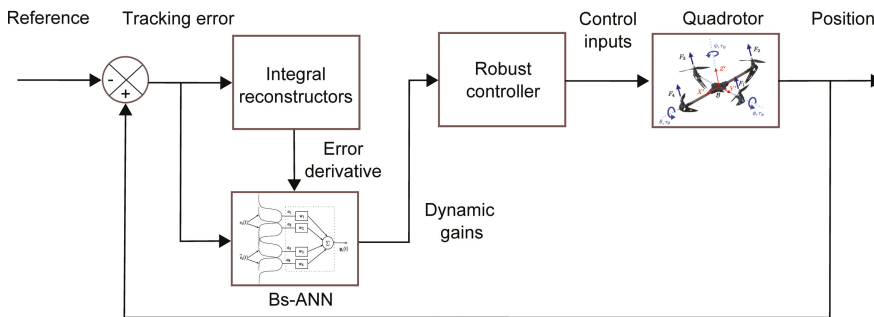 Reference
Tracking error
Integral
reconstructors
Robust
controller
Control
inputs
Quadrotor
Position
-
+
Error
derivative
Dynamic
gains
Bs-ANN
Σ